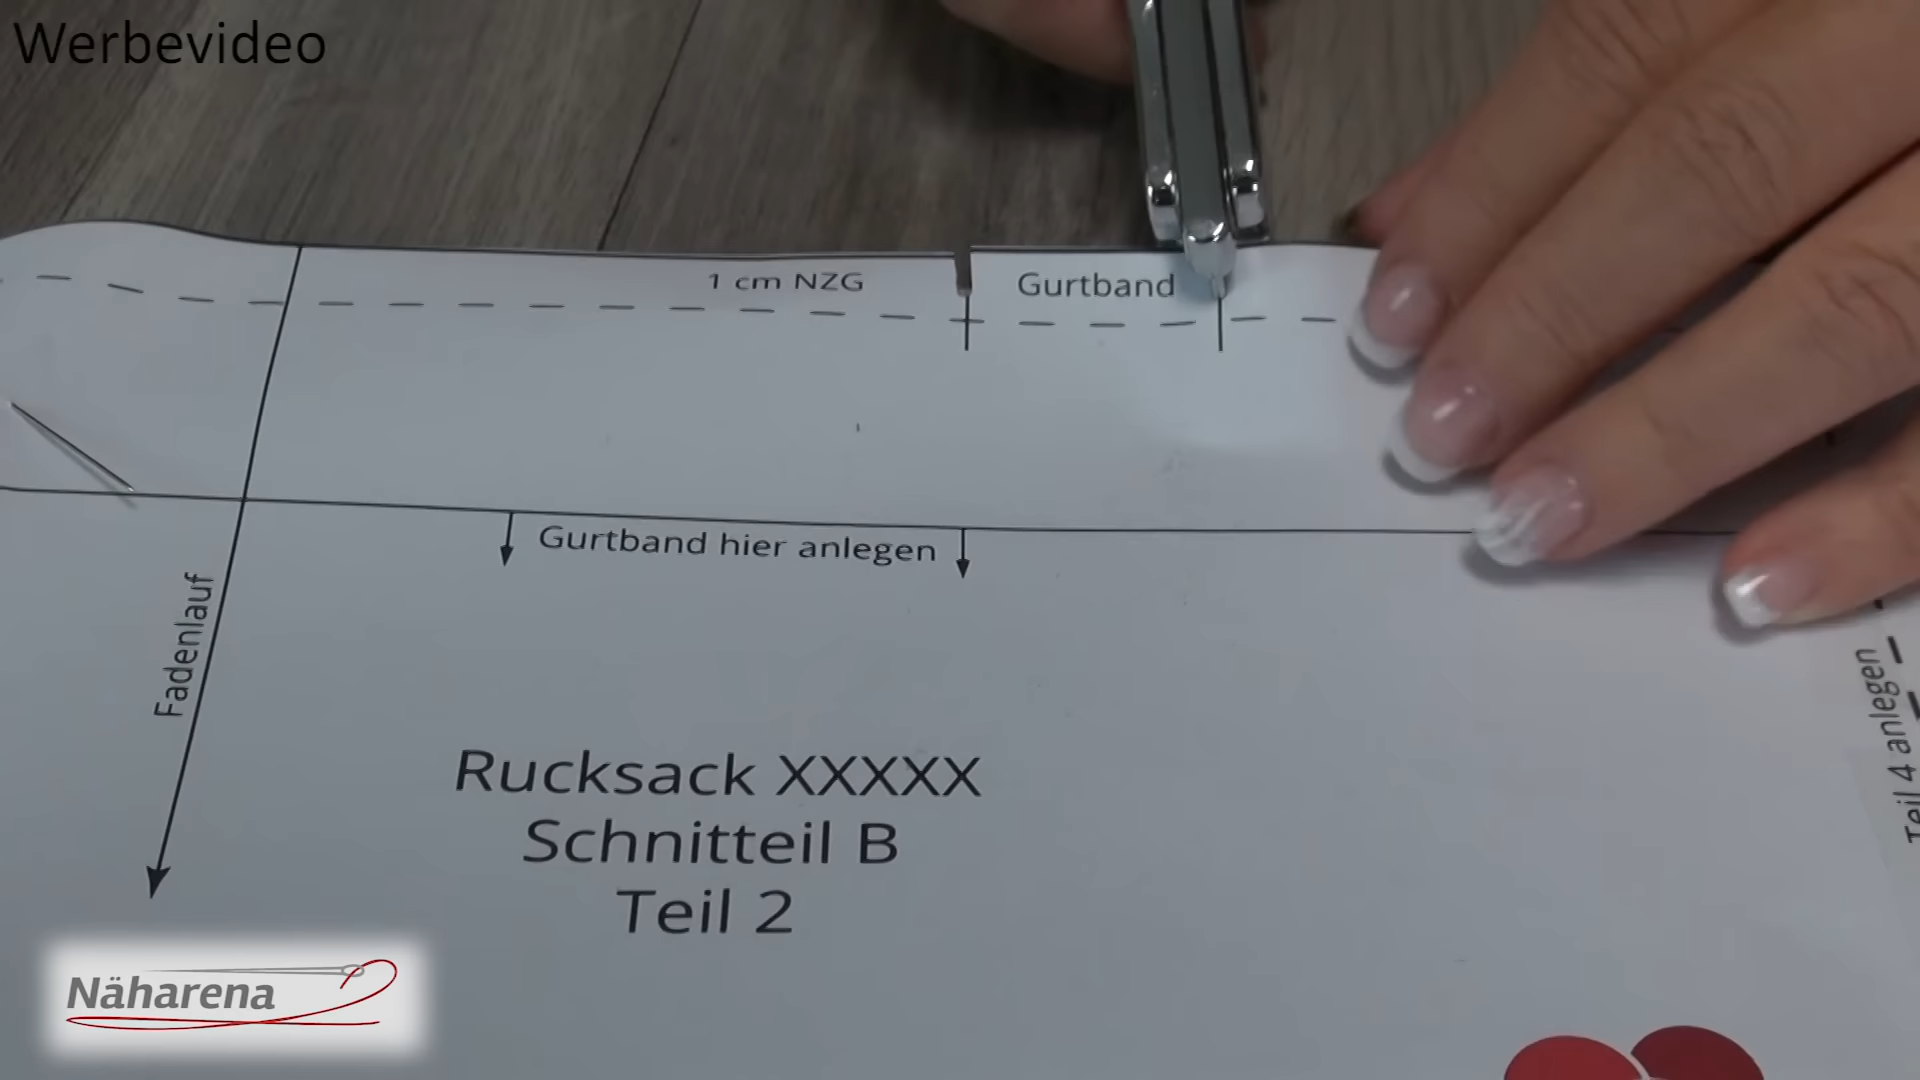 Werbevideo
1 cm NZG
Gurtband
Gurtband hier anlegen
Fadenlauf
Teil 4 anlegen
Rucksack XXXXX
Schnitteil B
Teil 2
Näharena